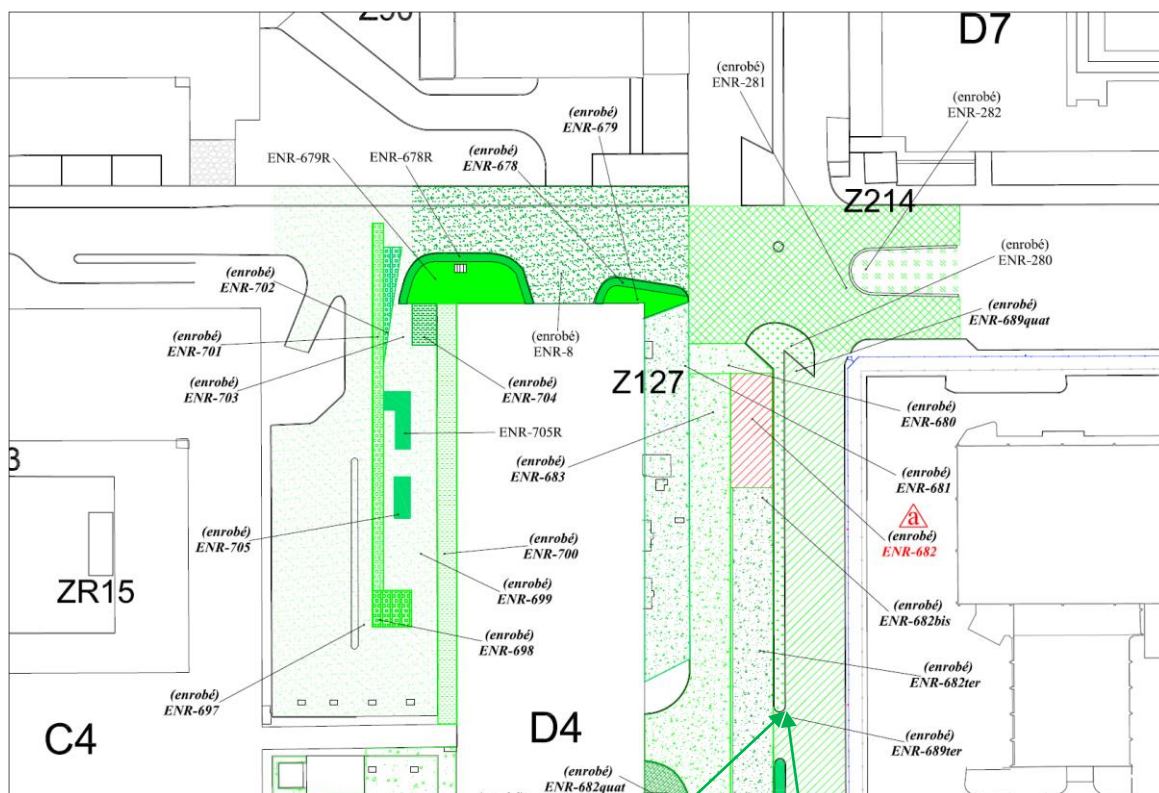 Z90
D7
(enrobé)
ENR-281
(enrobé)
ENR-282
(enrobé)
ENR-679
ENR-679R
ENR-678R
(enrobé)
ENR-678
Z214
(enrobé)
ENR-280
(enrobé)
ENR-702
(enrobé)
ENR-689quat
(enrobé)
ENR-701
(enrobé)
ENR-8
(enrobé)
ENR-703
(enrobé)
ENR-704
Z127
(enrobé)
ENR-680
ENR-705R
(enrobé)
ENR-683
(enrobé)
ENR-681
a
(enrobé)
ENR-682
(enrobé)
ENR-705
(enrobé)
ENR-700
ZR15
(enrobé)
ENR-699
(enrobé)
ENR-682bis
(enrobé)
ENR-698
(enrobé)
ENR-682ter
(enrobé)
ENR-697
C4
D4
(enrobé)
ENR-689ter
(enrobé)
ENR-682quat